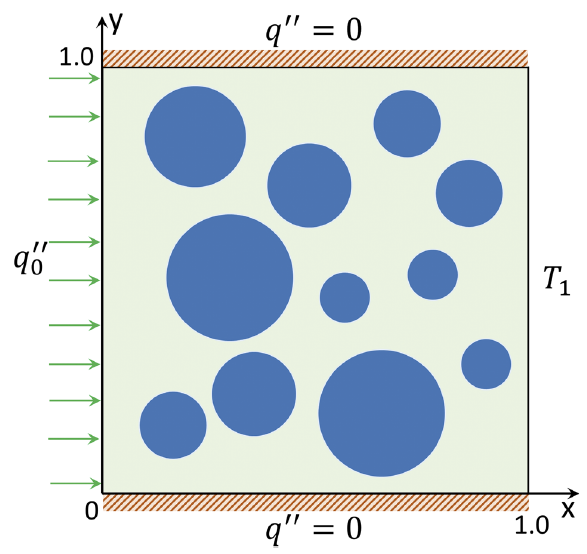 y
q″ = 0
1.0
q₀″
T₁
0
x
q″ = 0
1.0